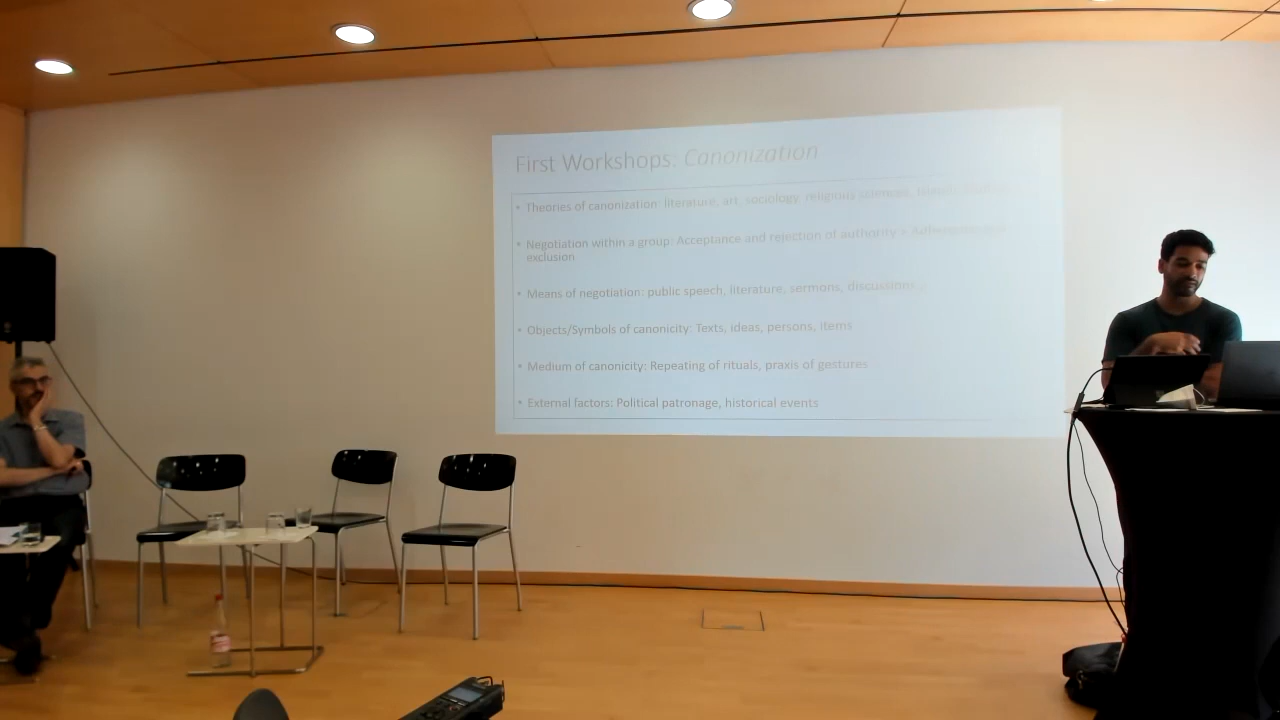 First Workshops: Canonization
• Theories of canonization: literature, art, sociology, religious sciences,
• Negotiation within a group: Acceptance and rejection of authority >
exclusion
• Means of negotiation: public speech, literature, sermons, discussions
• Objects/Symbols of canonicity: Texts, ideas, persons, items
• Medium of canonicity: Repeating of rituals, praxis of gestures
• External factors: Political patronage, historical events